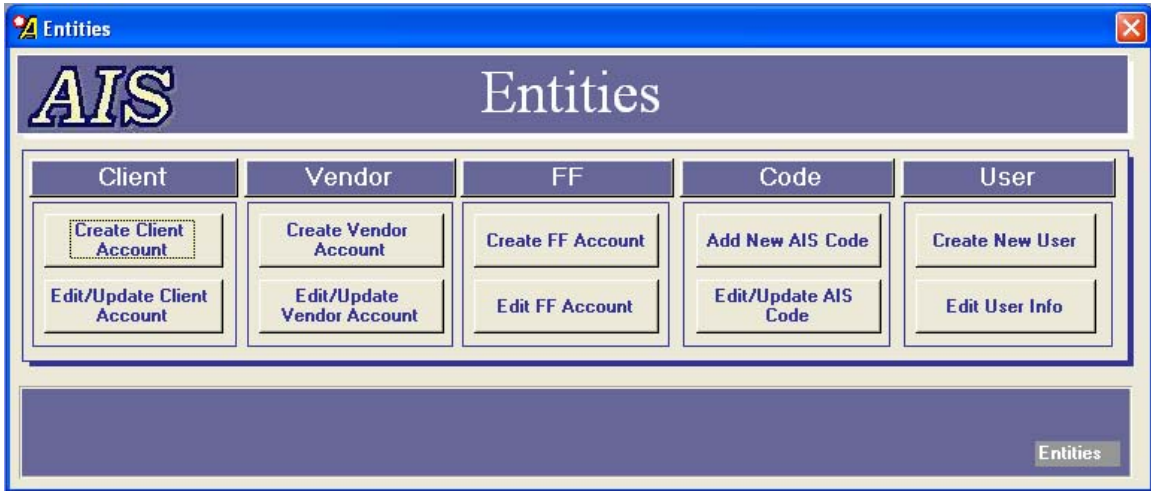 Entities
AIS
Entities
Client
Vendor
FF
Code
User
Create Client
Account
Create Vendor
Account
Create FF Account
Add New AIS Code
Create New User
Edit/Update Client
Account
Edit/Update
Vendor Account
Edit FF Account
Edit/Update AIS
Code
Edit User Info
Entities